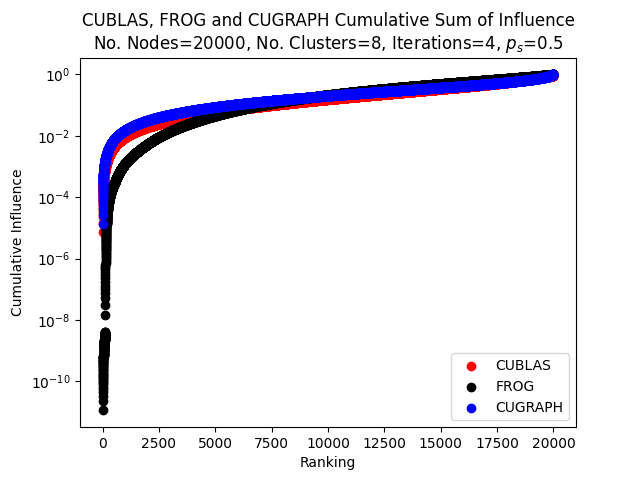 CUBLAS, FROG and CUGRAPH Cumulative Sum of Influence
No. Nodes=20000, No. Clusters=8, Iterations=4, $p_s$=0.5
Cumulative Influence
10⁰
10⁻²
10⁻⁴
10⁻⁶
10⁻⁸
10⁻¹⁰
CUBLAS
FROG
CUGRAPH
0 2500 5000 7500 10000 12500 15000 17500 20000
Ranking